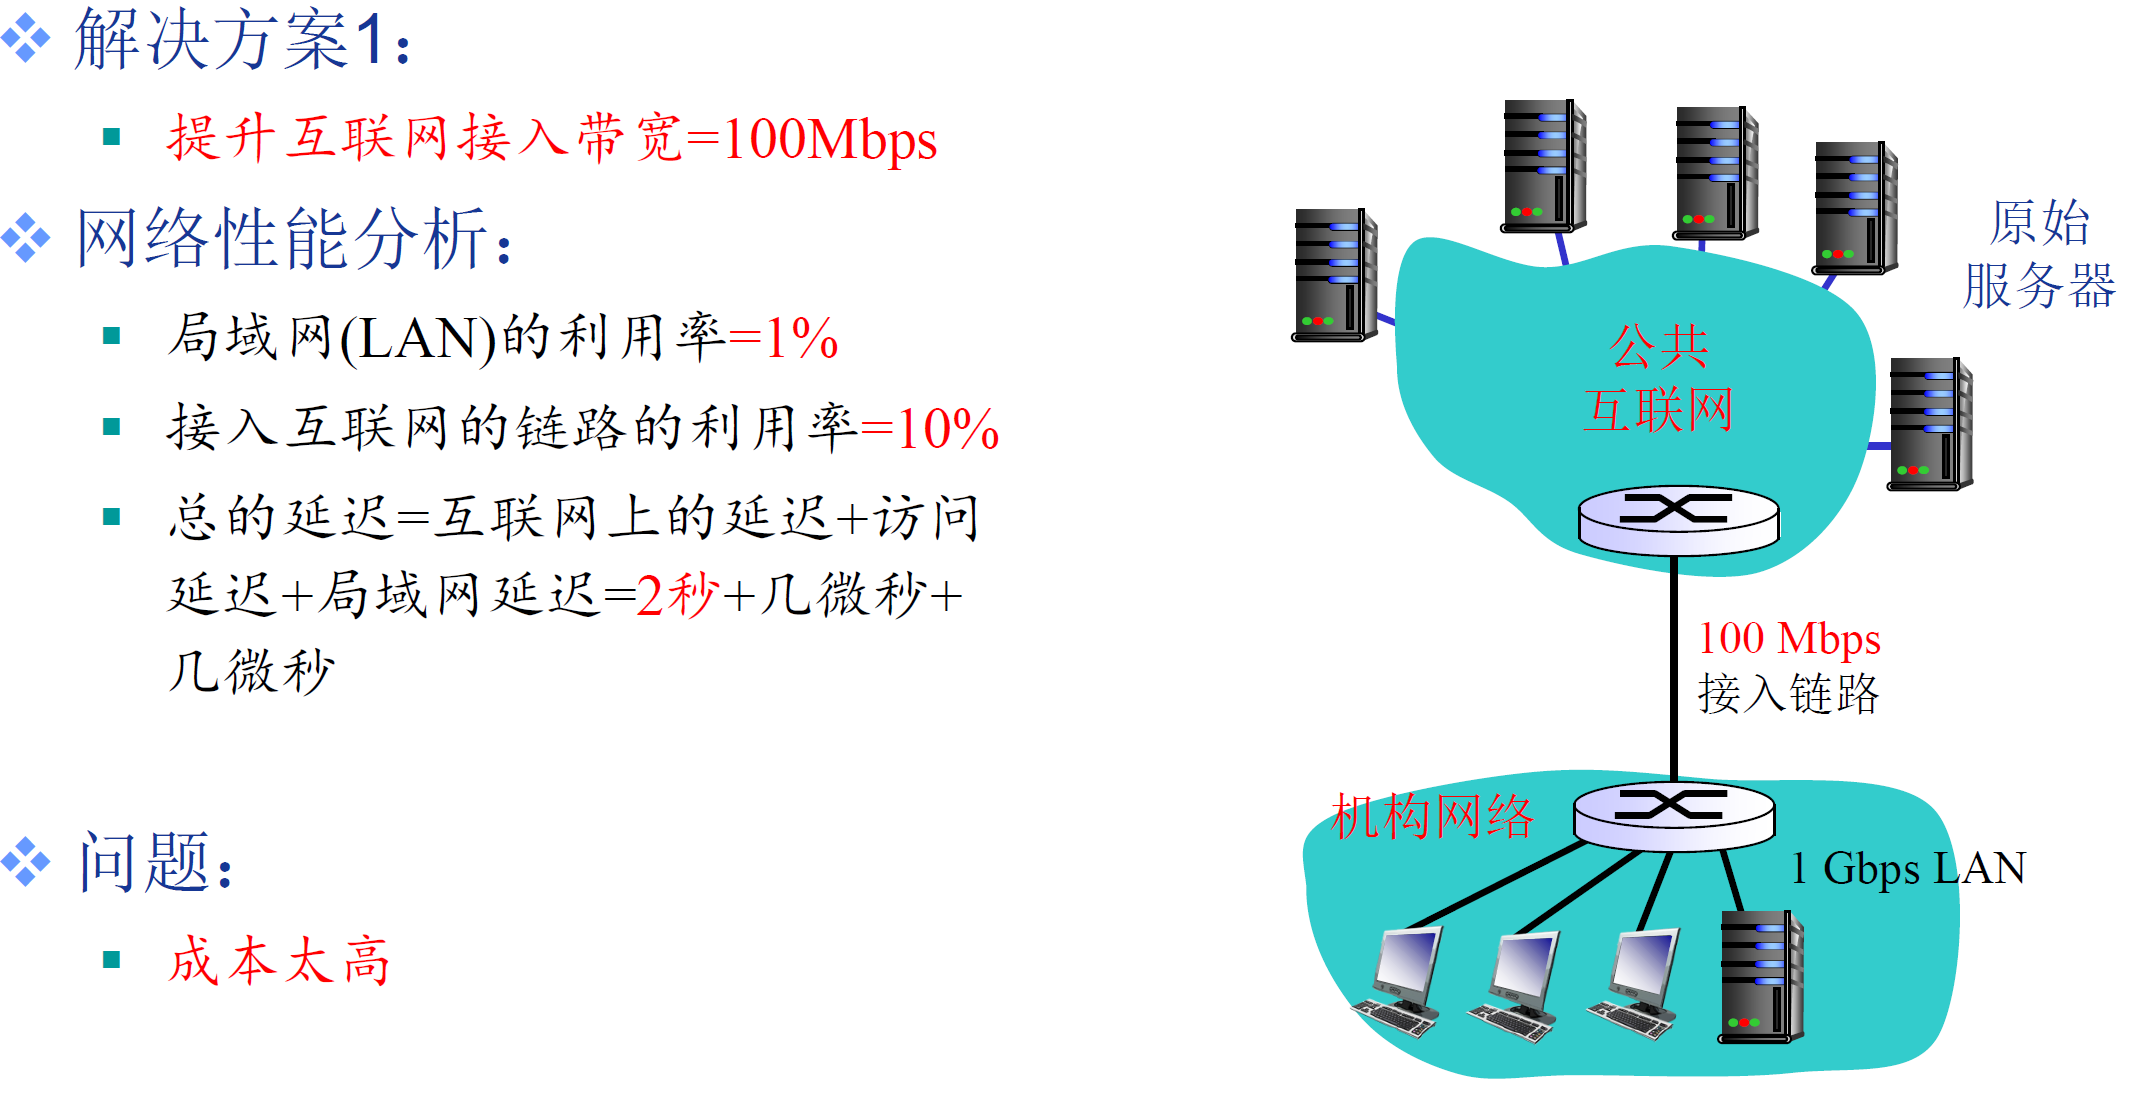 解决方案1：
提升互联网接入带宽=100Mbps
网络性能分析：
局域网(LAN)的利用率=1%
接入互联网的链路的利用率=10%
总的延迟=互联网上的延迟+访问
延迟+局域网延迟=2秒+几微秒+
几微秒
问题：
成本太高
原始
服务器
公共
互联网
100 Mbps
接入链路
机构网络
1 Gbps LAN